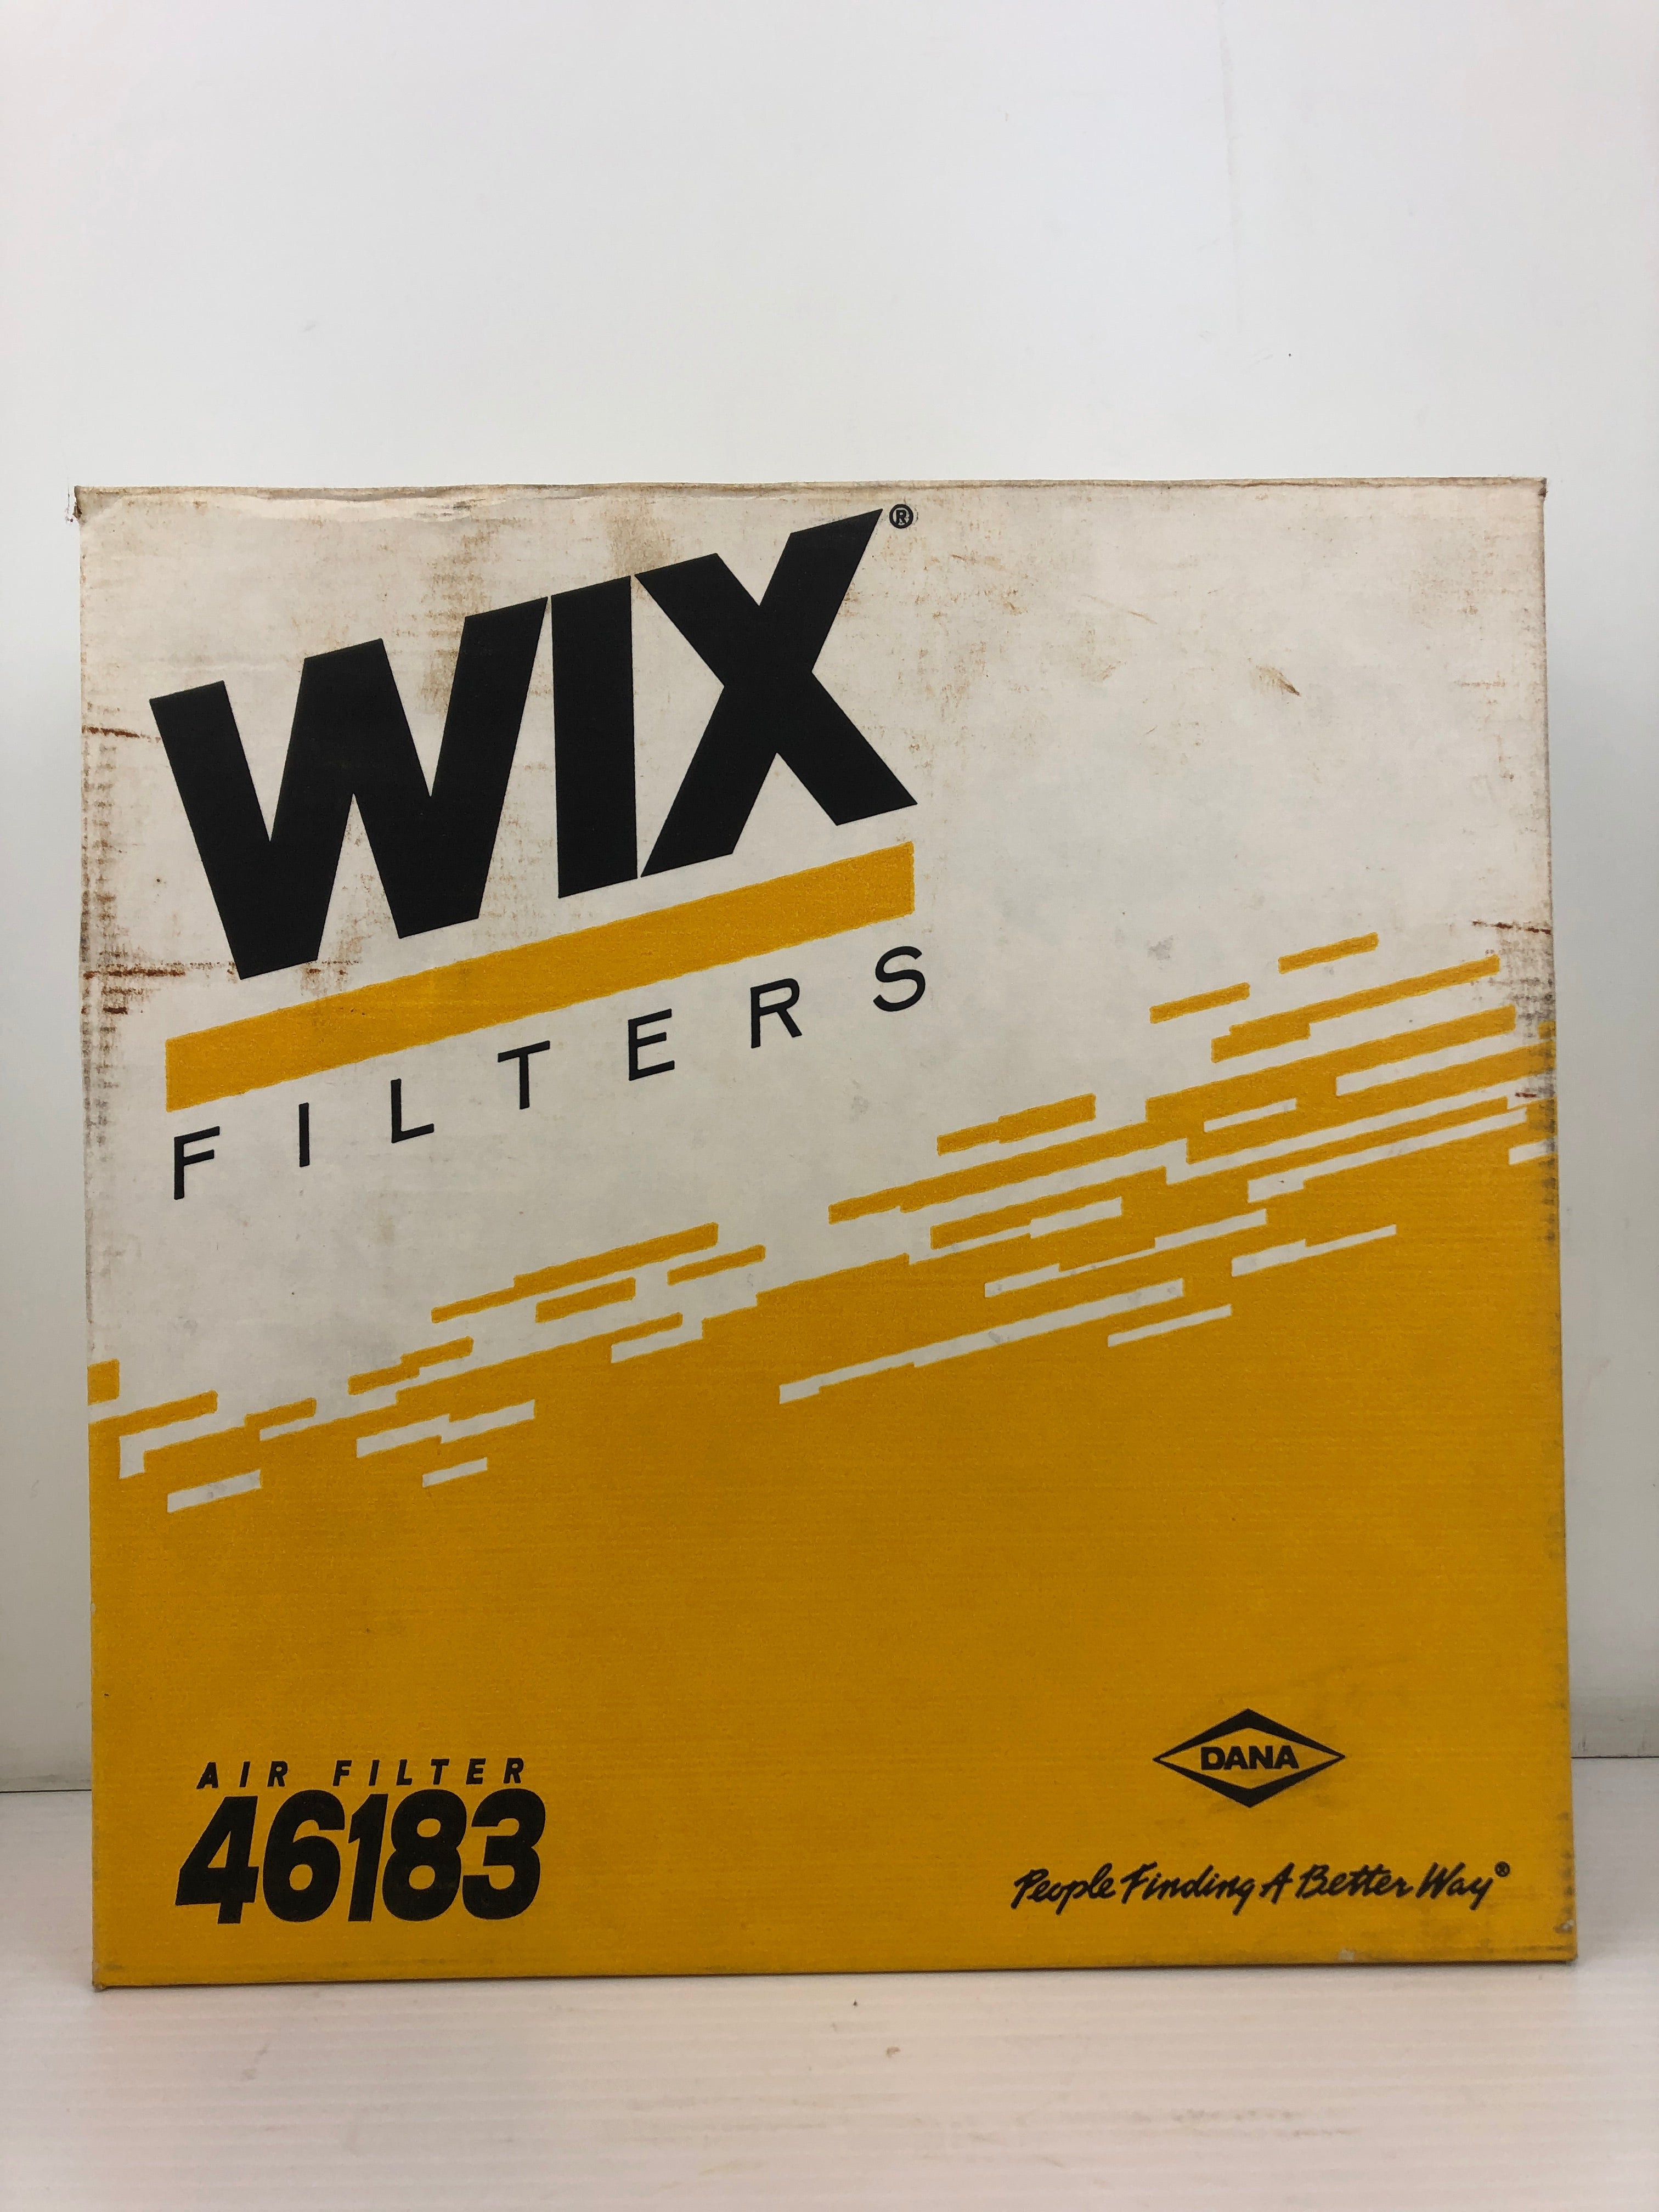 WIX®
FILTERS
AIR FILTER
46183
DANA
People Finding A Better Way®